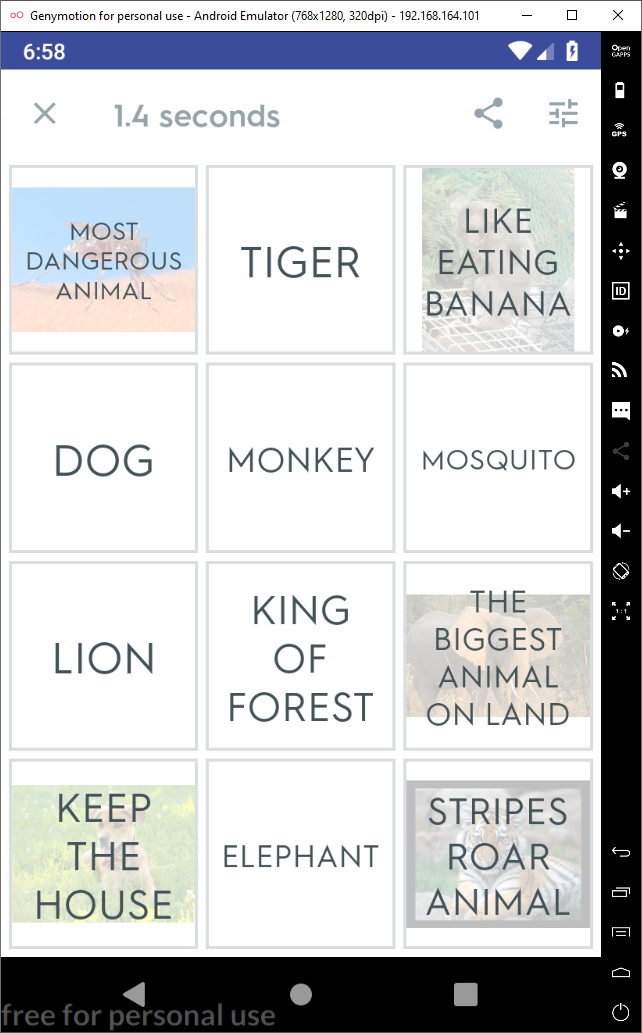 Genymotion for personal use - Android Emulator (768x1280, 320dpi) - 192.168.164.101
6:58
Open
GAPPS
1.4 seconds
GPS
MOST
DANGEROUS
ANIMAL
TIGER
LIKE
EATING
BANANA
ID
DOG
MONKEY
MOSQUITO
LION
KING
OF
FOREST
THE
BIGGEST
ANIMAL
ON LAND
1:1
KEEP
THE
HOUSE
ELEPHANT
STRIPES
ROAR
ANIMAL
free for personal use